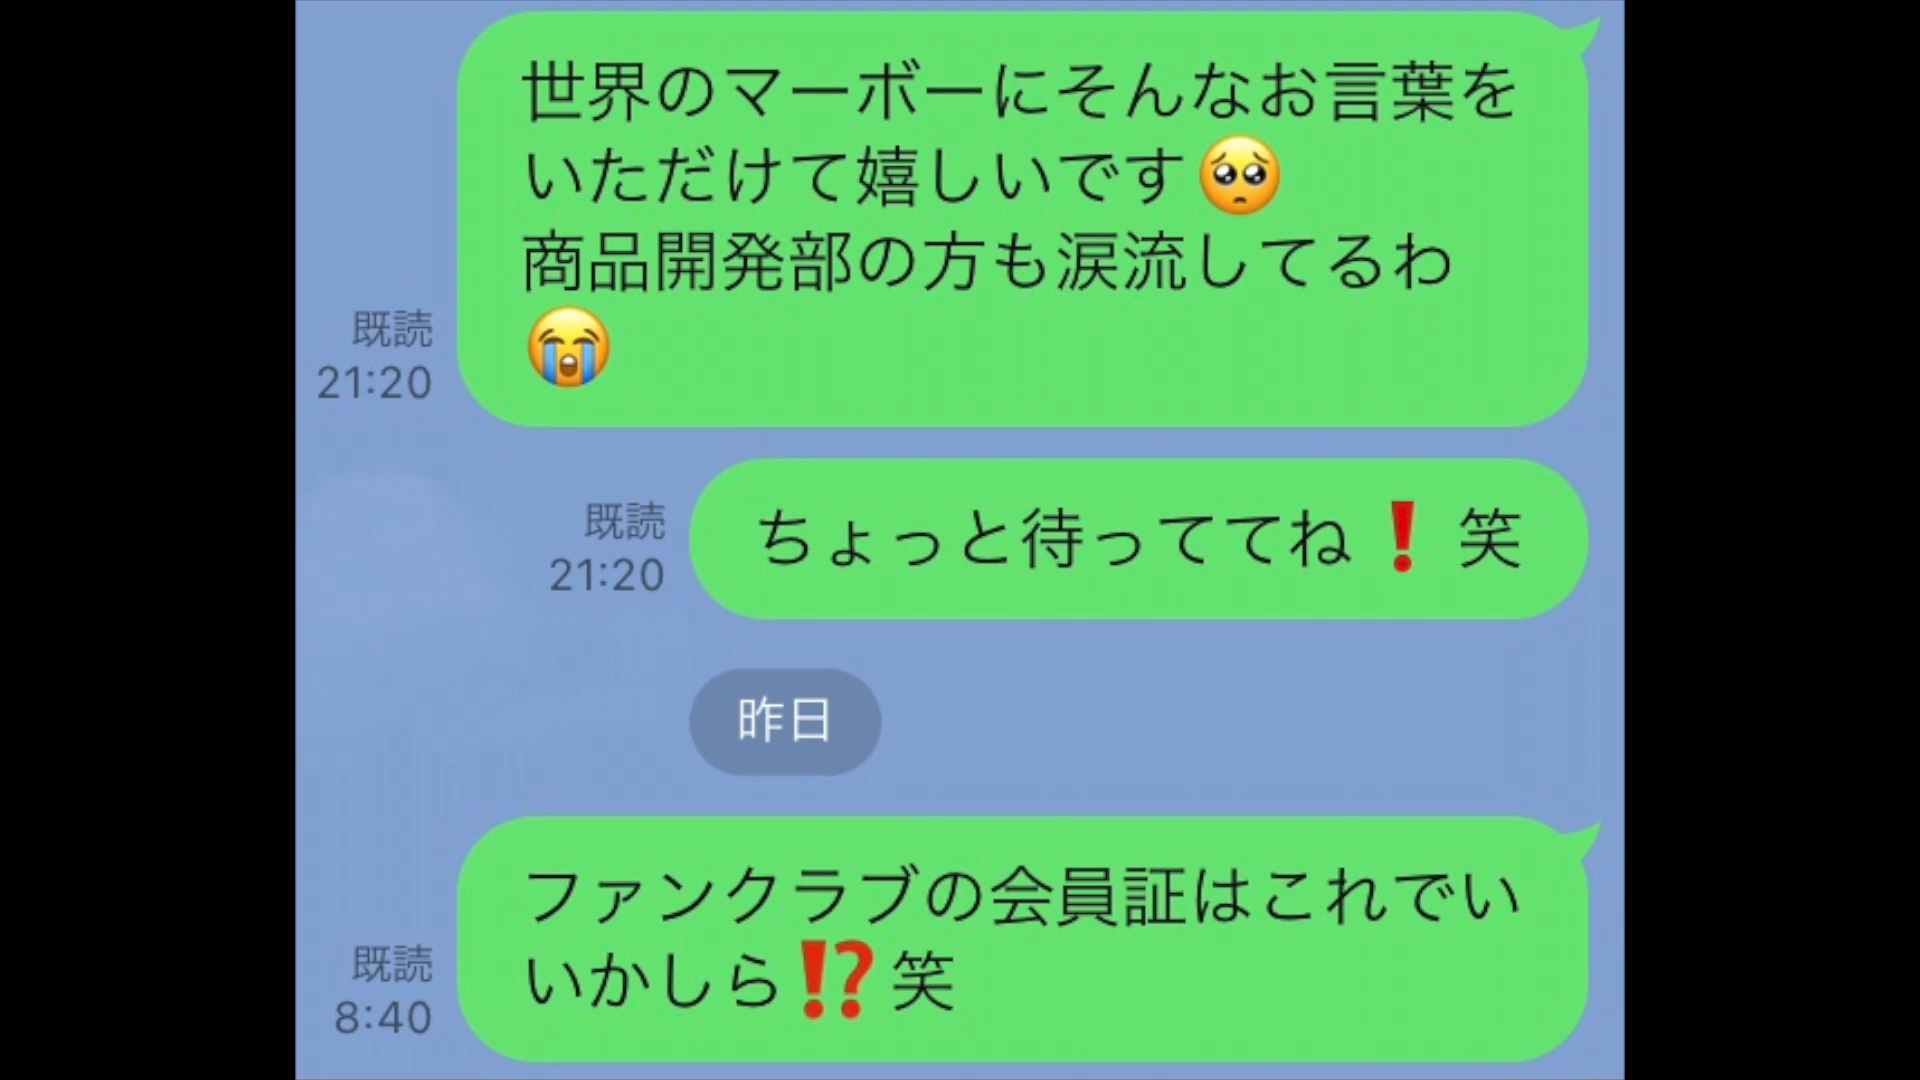 世界のマーボーにそんなお言葉を
いただけて嬉しいです🥺
商品開発部の方も涙流してるわ
😭
既読
21:20
ちょっと待っててね❗️笑
既読
21:20
昨日
ファンクラブの会員証はこれでい
いかしら⁉️笑
既読
8:40